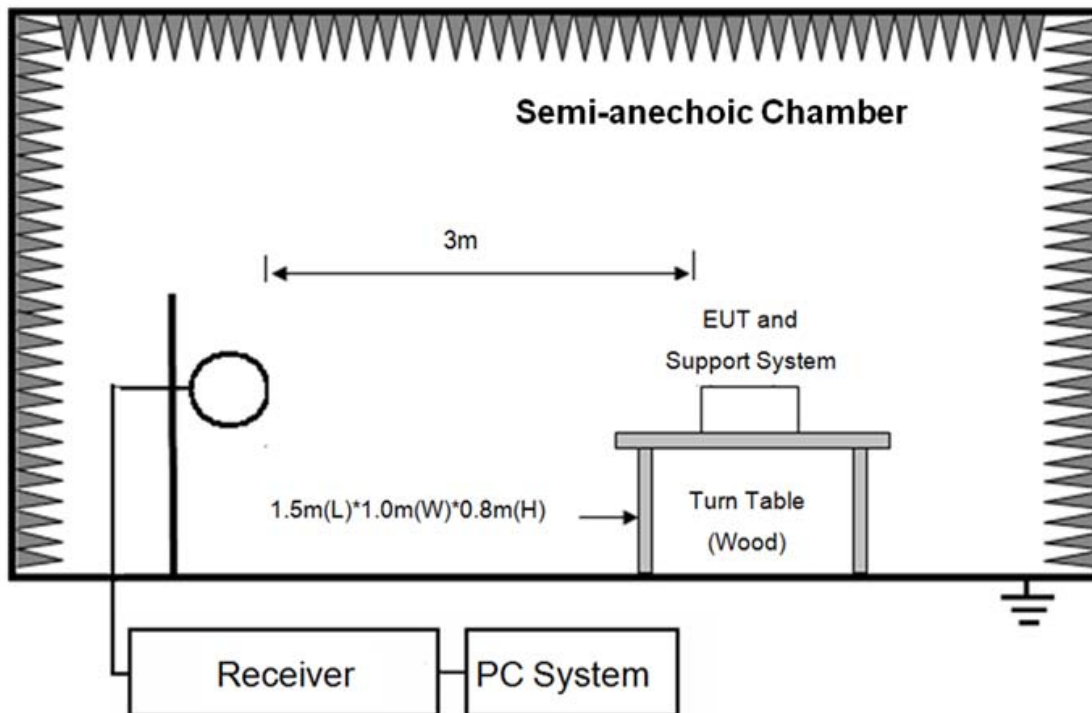 Semi-anechoic Chamber
3m
EUT and
Support System
1.5m(L)*1.0m(W)*0.8m(H)
Turn Table
(Wood)
Receiver
PC System